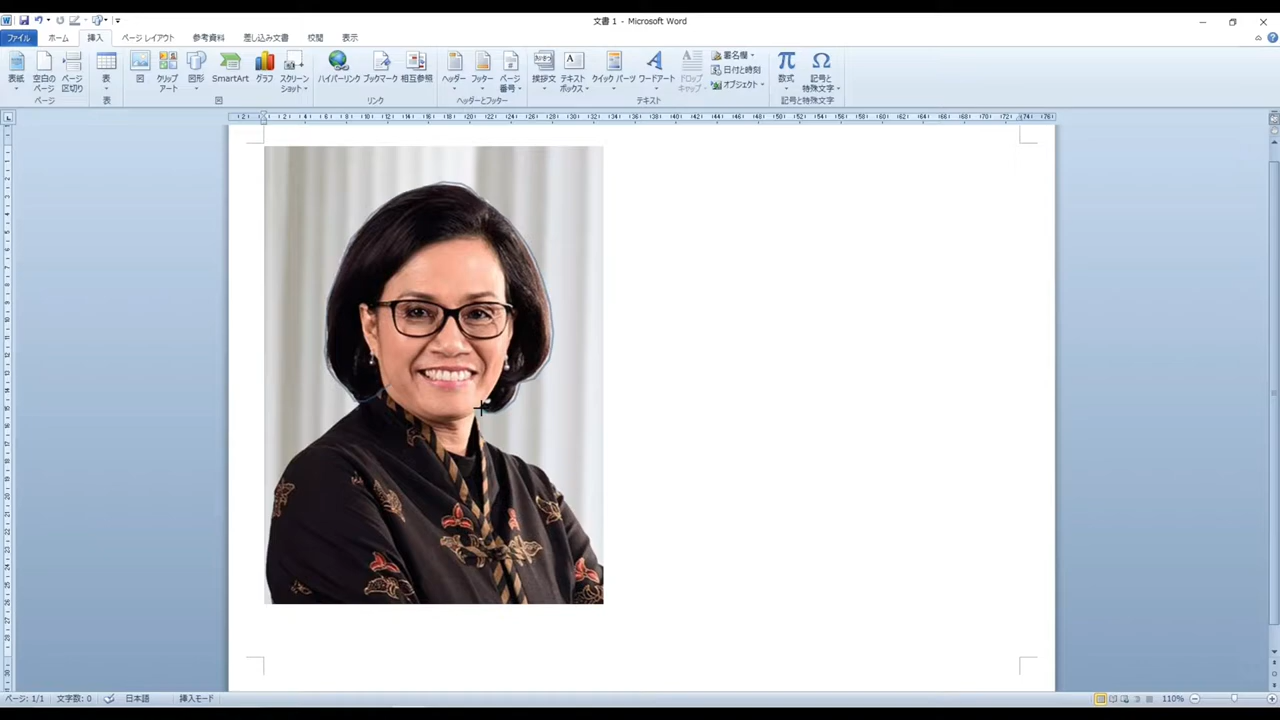 文書 1 - Microsoft Word
ファイル ホーム 挿入 ページ レイアウト 参考資料 差し込み文書 校閲 表示
表紙 空白のページ ページ区切り 表 図 クリップアート 図形 SmartArt グラフ スクリーンショット ハイパーリンク ブックマーク 相互参照 ヘッダー フッター ページ番号 挨拶文 テキストボックス クイック パーツ ワードアート ドロップキャップ 署名欄 日付と時刻 オブジェクト 数式 記号と特殊文字
ページ 表 図 リンク ヘッダーとフッター テキスト 記号と特殊文字
ページ: 1/1 文字数: 0 日本語 挿入モード 110%